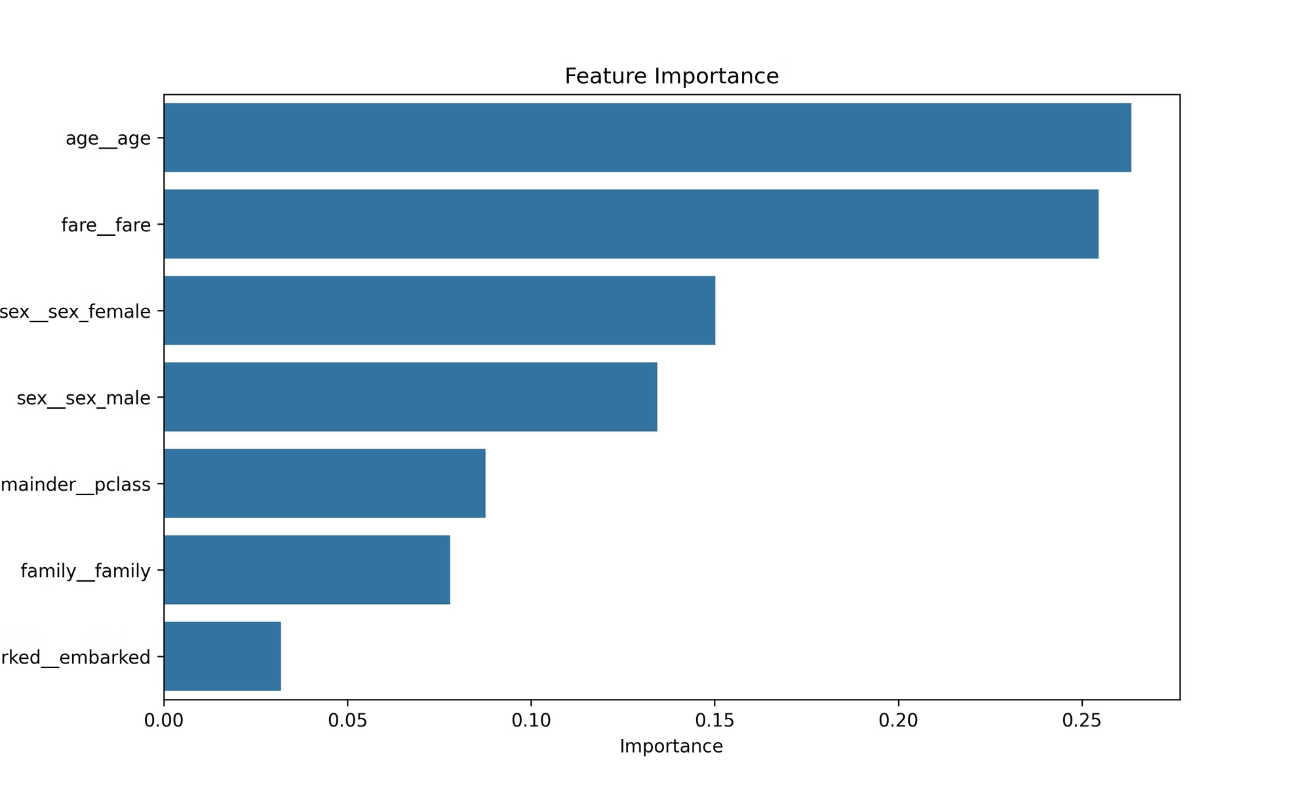 Feature Importance
age__age
fare__fare
sex__sex_female
sex__sex_male
mainder__pclass
family__family
rked__embarked
0.00 0.05 0.10 0.15 0.20 0.25
Importance